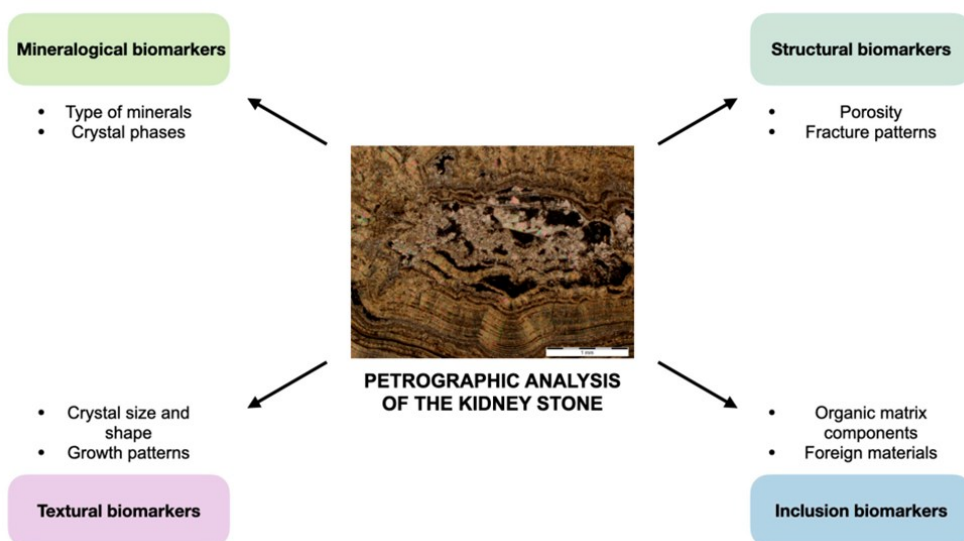 Mineralogical biomarkers
• Type of minerals
• Crystal phases
Structural biomarkers
• Porosity
• Fracture patterns
1 mm
PETROGRAPHIC ANALYSIS
OF THE KIDNEY STONE
• Crystal size and
shape
• Growth patterns
Textural biomarkers
• Organic matrix
components
• Foreign materials
Inclusion biomarkers